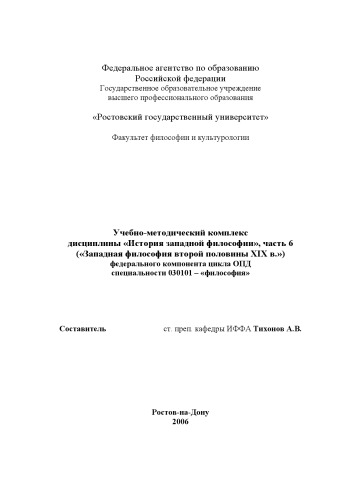 Федеральное агентство по образованию
Российской федерации
Государственное образовательное учреждение
высшего профессионального образования
«Ростовский государственный университет»
Факультет философии и культурологии
Учебно-методический комплекс
дисциплины «История западной философии», часть 6
(«Западная философия второй половины XIX в.»)
федерального компонента цикла ОПД
специальности 030101 – «философия»
Составитель ст. преп. кафедры ИФФА Тихонов А.В.
Ростов-на-Дону
2006